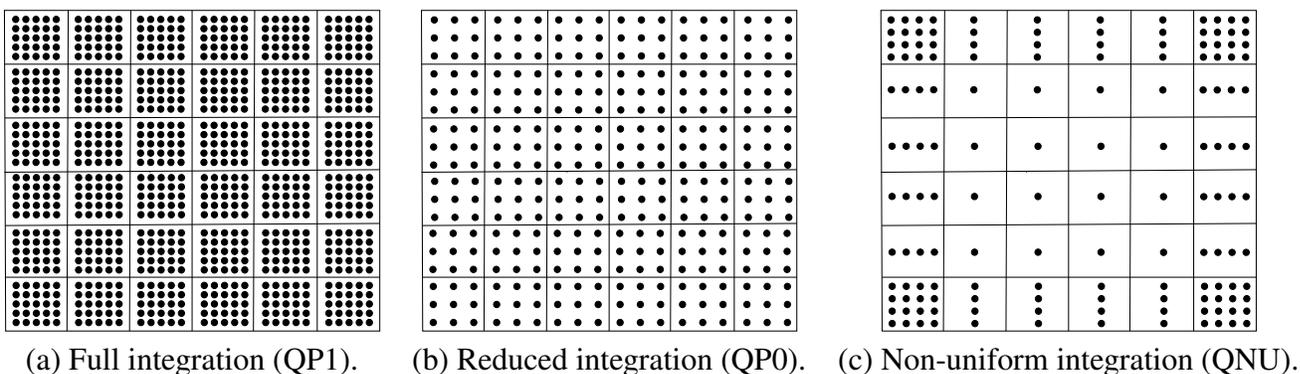 (a) Full integration (QP1).
(b) Reduced integration (QP0).
(c) Non-uniform integration (QNU).